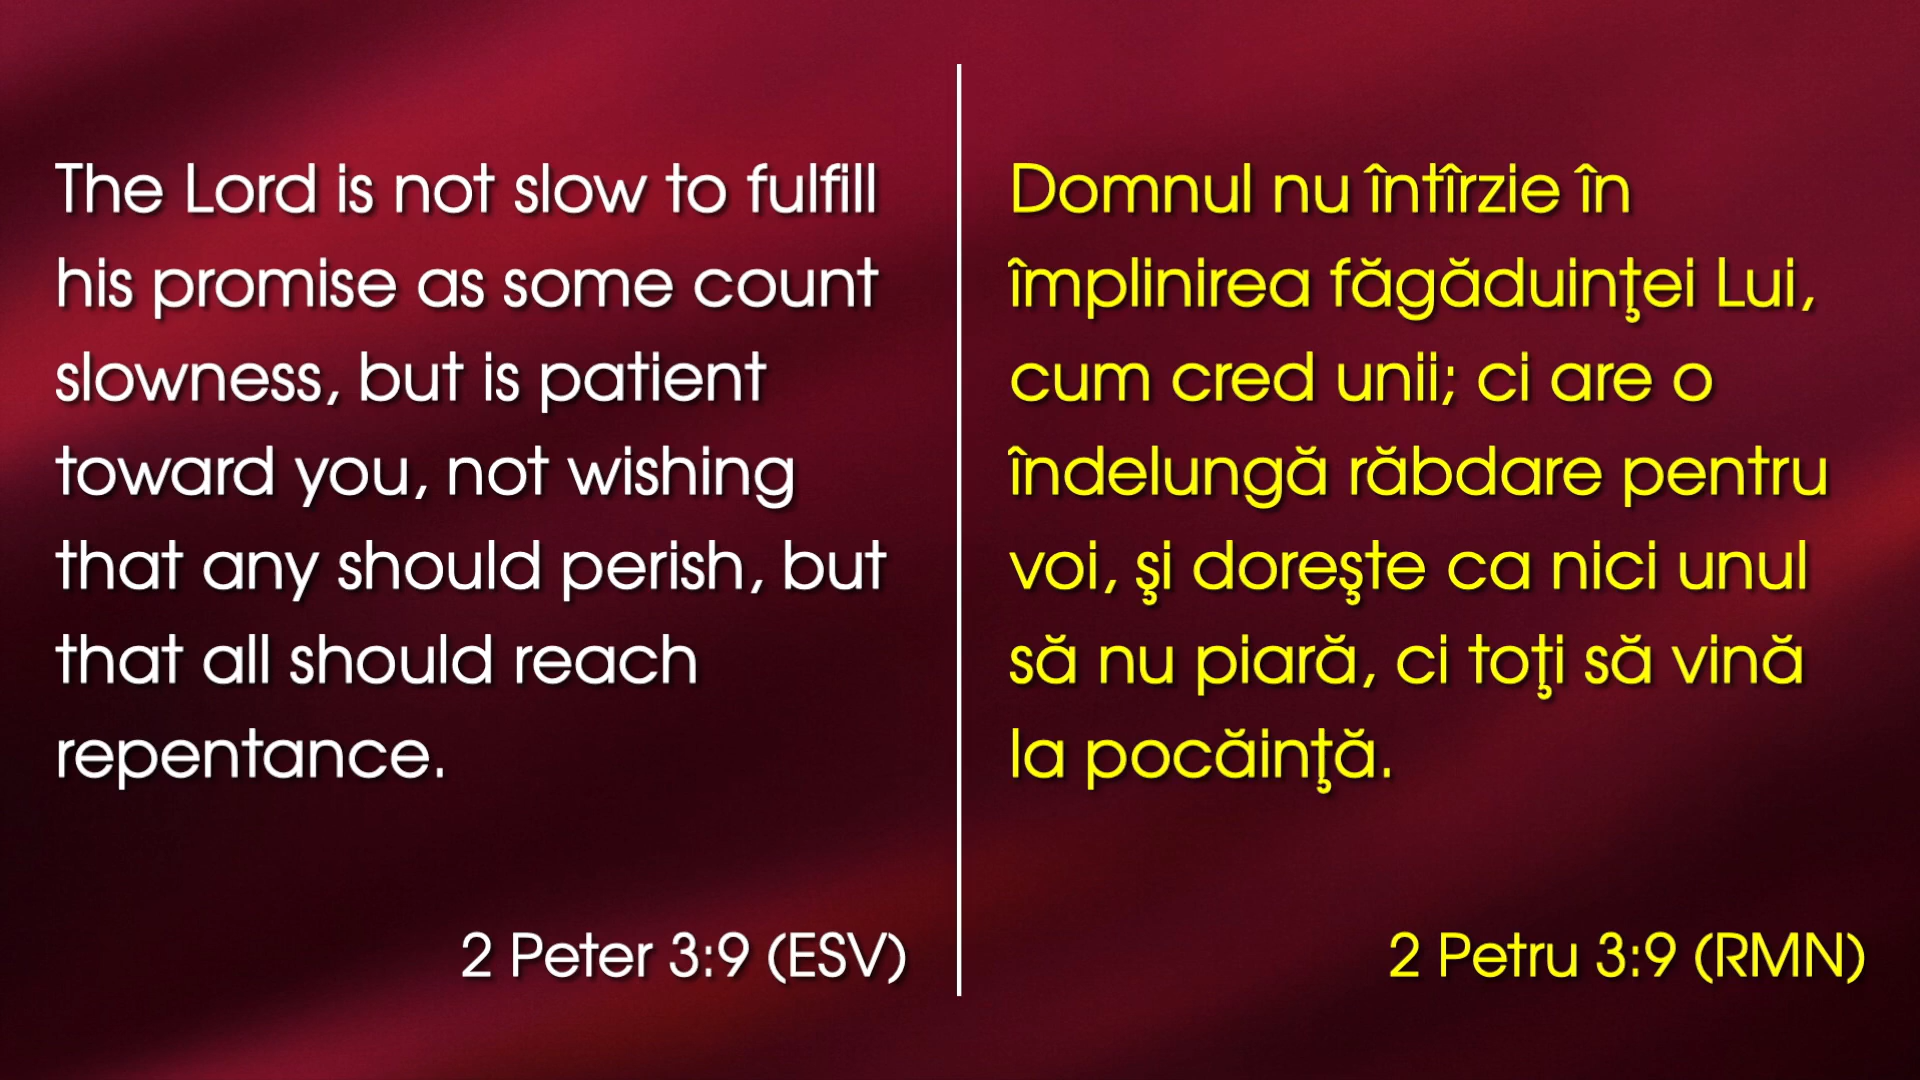 The Lord is not slow to fulfill
his promise as some count
slowness, but is patient
toward you, not wishing
that any should perish, but
that all should reach
repentance.
2 Peter 3:9 (ESV)
Domnul nu întîrzie în
împlinirea făgăduinţei Lui,
cum cred unii; ci are o
îndelungă răbdare pentru
voi, şi doreşte ca nici unul
să nu piară, ci toţi să vină
la pocăinţă.
2 Petru 3:9 (RMN)